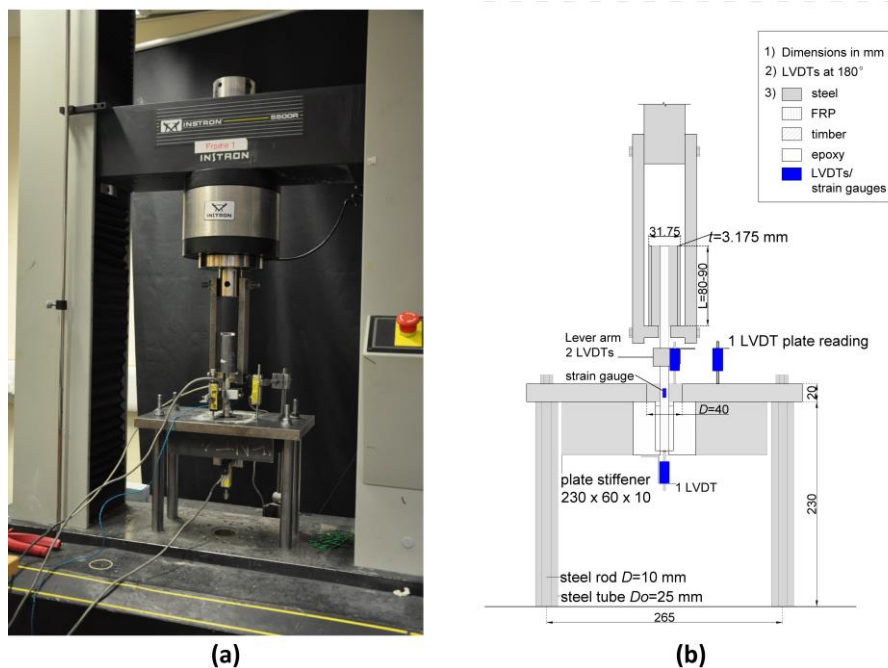 INSTRON 5500R
Frame 1
INSTRON
INSTRON
(a)
1) Dimensions in mm
2) LVDTs at 180°
3) steel
FRP
timber
epoxy
LVDTs/
strain gauges
31.75
t=3.175 mm
L=80-90
Lever arm
2 LVDTs
1 LVDT plate reading
strain gauge
20
D=40
plate stiffener
230 x 60 x 10
1 LVDT
230
steel rod D=10 mm
steel tube Do=25 mm
265
(b)